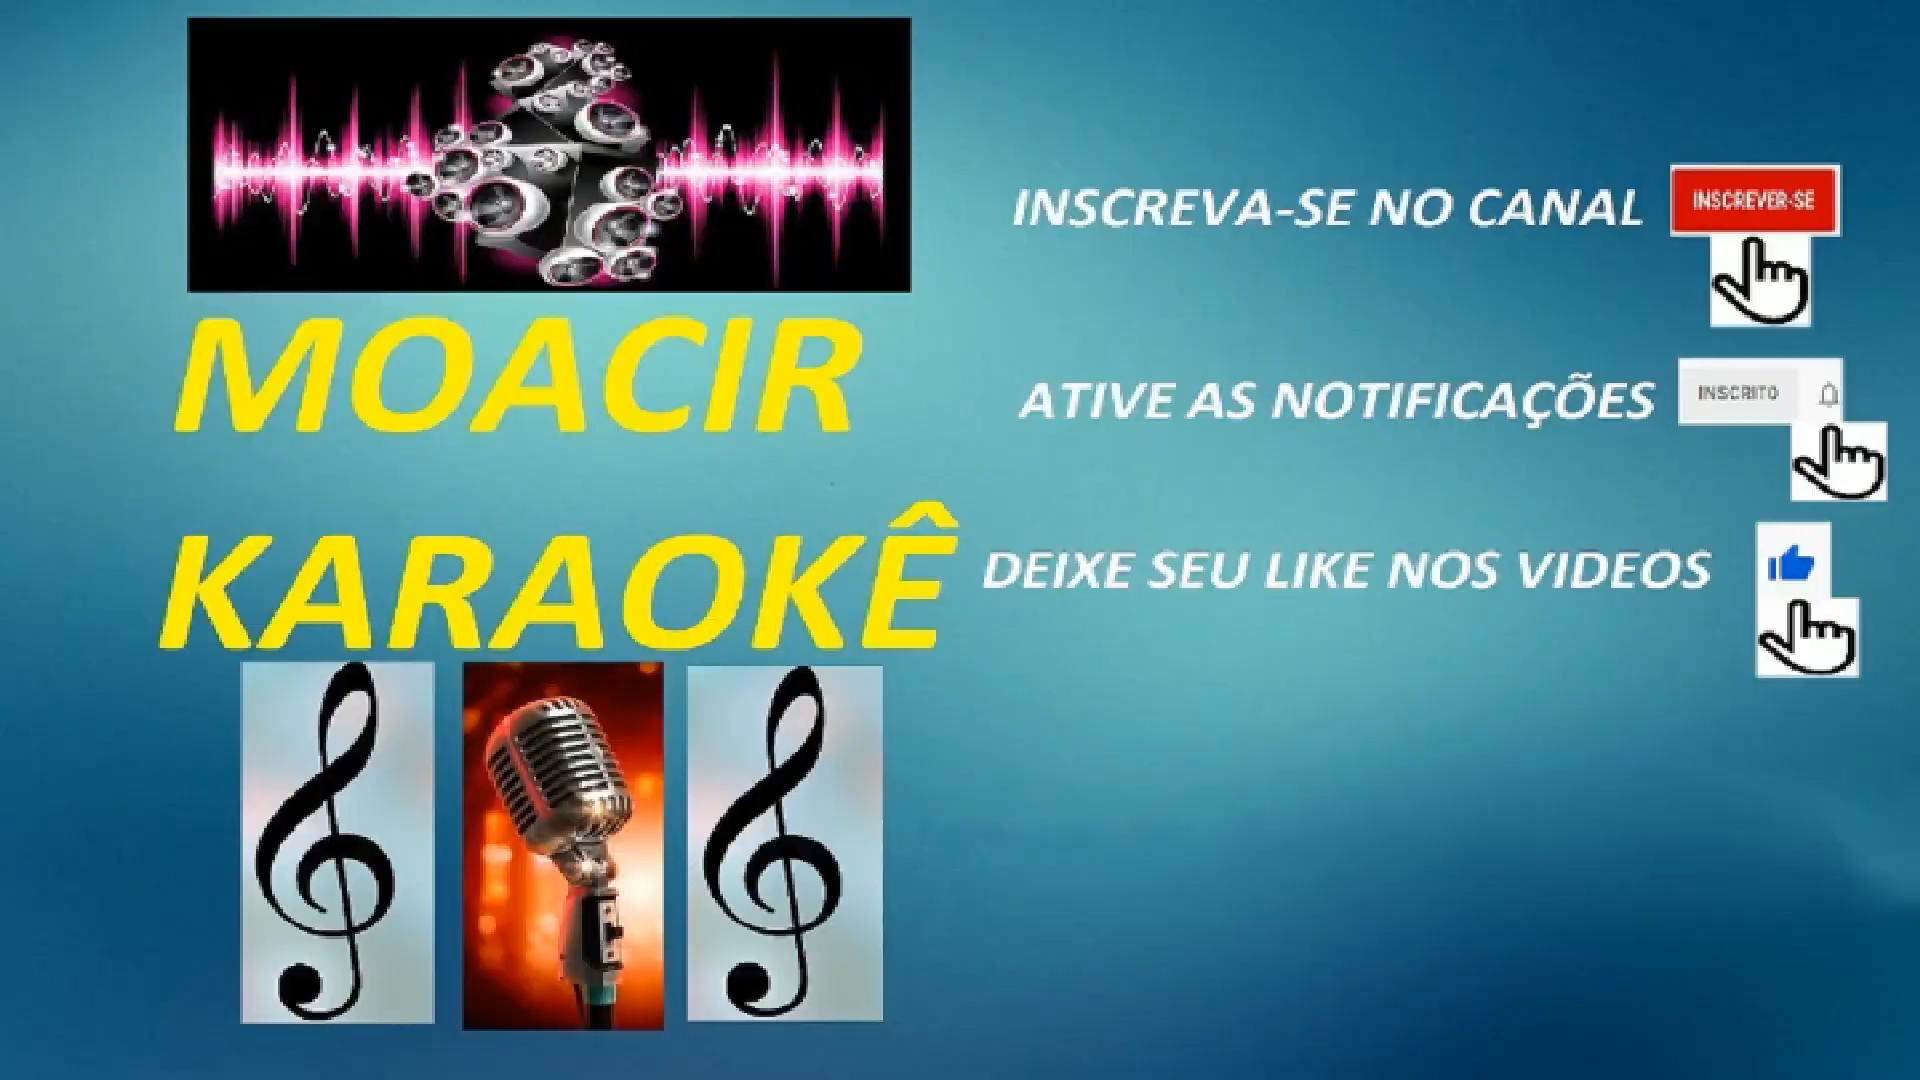 MOACIR
KARAOKÊ
INSCREVA-SE NO CANAL
INSCREVER-SE
ATIVE AS NOTIFICAÇÕES
INSCRITO
DEIXE SEU LIKE NOS VIDEOS